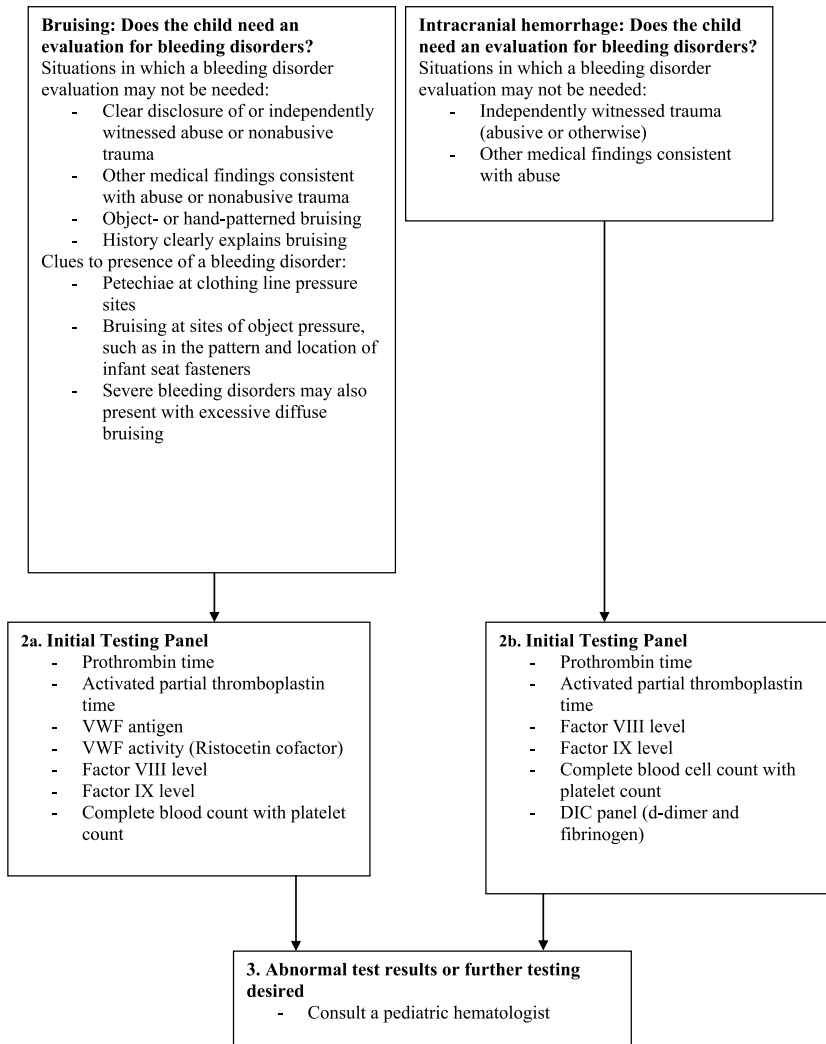 Bruising: Does the child need an
evaluation for bleeding disorders?
Situations in which a bleeding disorder
evaluation may not be needed:
- Clear disclosure of or independently
witnessed abuse or nonabusive
trauma
- Other medical findings consistent
with abuse or nonabusive trauma
- Object- or hand-patterned bruising
- History clearly explains bruising
Clues to presence of a bleeding disorder:
- Petechiae at clothing line pressure
sites
- Bruising at sites of object pressure,
such as in the pattern and location of
infant seat fasteners
- Severe bleeding disorders may also
present with excessive diffuse
bruising
Intracranial hemorrhage: Does the child
need an evaluation for bleeding disorders?
Situations in which a bleeding disorder
evaluation may not be needed:
- Independently witnessed trauma
(abusive or otherwise)
- Other medical findings consistent
with abuse
2a. Initial Testing Panel
- Prothrombin time
- Activated partial thromboplastin
time
- VWF antigen
- VWF activity (Ristocetin cofactor)
- Factor VIII level
- Factor IX level
- Complete blood count with platelet
count
2b. Initial Testing Panel
- Prothrombin time
- Activated partial thromboplastin
time
- Factor VIII level
- Factor IX level
- Complete blood cell count with
platelet count
- DIC panel (d-dimer and
fibrinogen)
3. Abnormal test results or further testing
desired
- Consult a pediatric hematologist